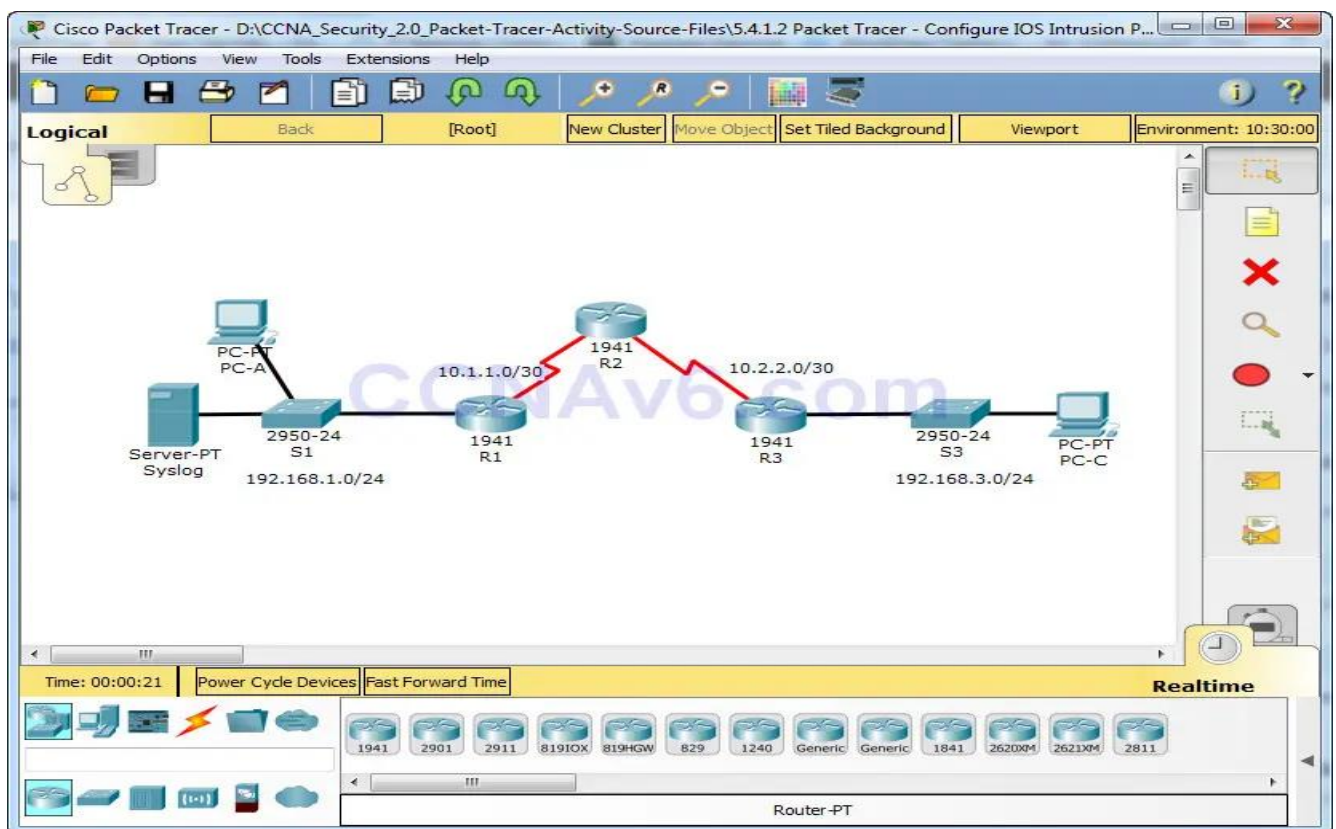 Cisco Packet Tracer - D:\CCNA_Security_2.0_Packet-Tracer-Activity-Source-Files\5.4.1.2 Packet Tracer - Configure IOS Intrusion P...
File Edit Options View Tools Extensions Help
i ?
Logical Back [Root] New Cluster Move Object Set Tiled Background Viewport Environment: 10:30:00
PC-PT
PC-A
1941
R2
10.1.1.0/30
10.2.2.0/30
CCNAv6.com
Server-PT
Syslog
2950-24
S1
192.168.1.0/24
1941
R1
1941
R3
2950-24
S3
192.168.3.0/24
PC-PT
PC-C
Time: 00:00:21 Power Cycle Devices Fast Forward Time Realtime
1941 2901 2911 819IOX 819HGW 829 1240 Generic Generic 1841 2620XM 2621XM 2811
Router-PT